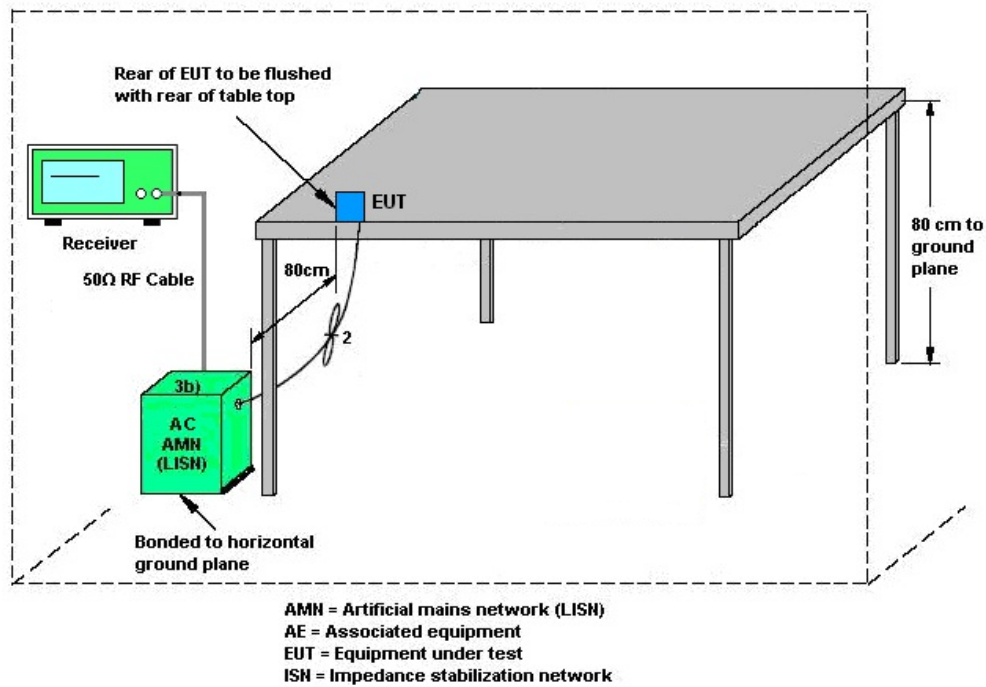 Rear of EUT to be flushed
with rear of table top
EUT
Receiver
50Ω RF Cable
80cm
80 cm to
ground
plane
2
3b)
AC
AMN
(LISN)
Bonded to horizontal
ground plane
AMN = Artificial mains network (LISN)
AE = Associated equipment
EUT = Equipment under test
ISN = Impedance stabilization network